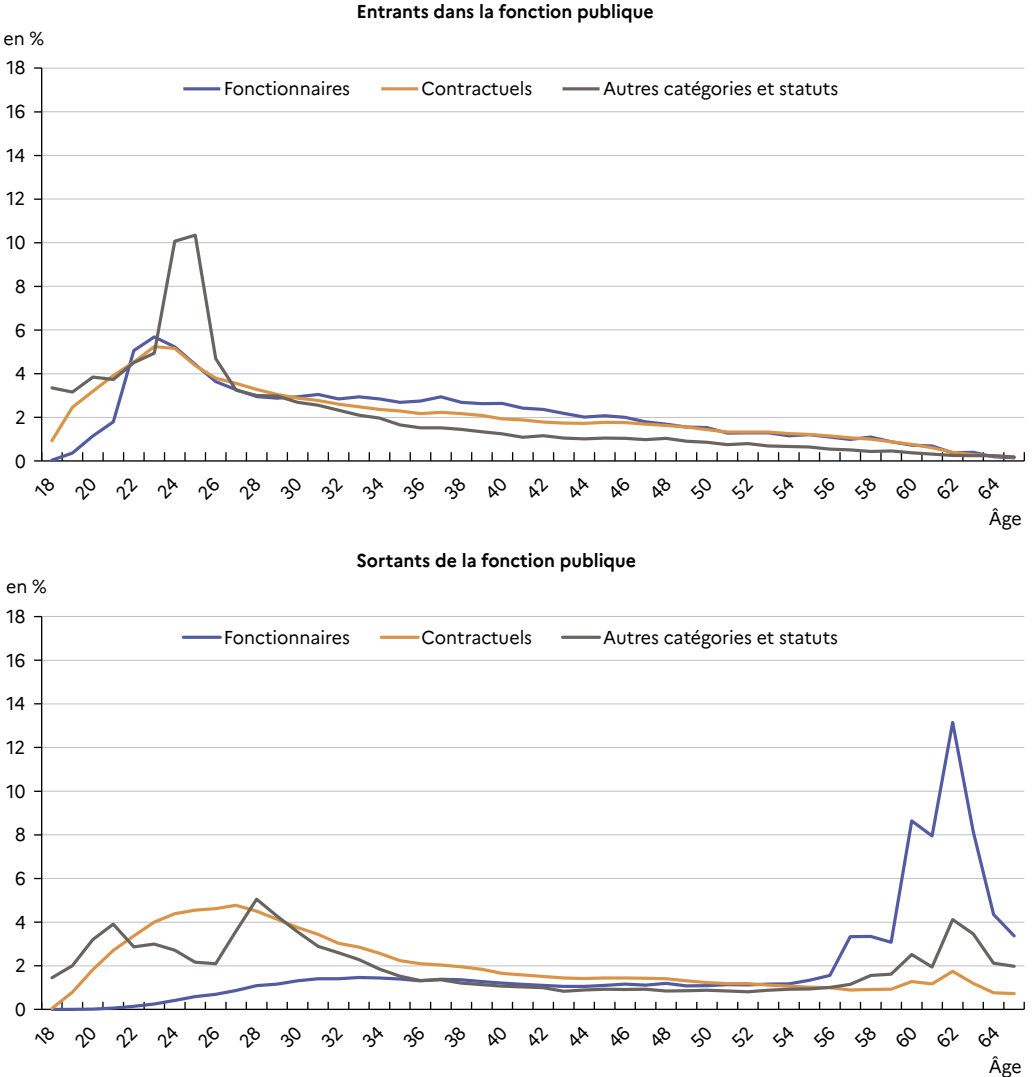 Entrants dans la fonction publique
en %
Fonctionnaires Contractuels Autres catégories et statuts
18
16
14
12
10
8
6
4
2
0
18 20 22 24 26 28 30 32 34 36 38 40 42 44 46 48 50 52 54 56 58 60 62 64
Âge
Sortants de la fonction publique
en %
Fonctionnaires Contractuels Autres catégories et statuts
18
16
14
12
10
8
6
4
2
0
18 20 22 24 26 28 30 32 34 36 38 40 42 44 46 48 50 52 54 56 58 60 62 64
Âge